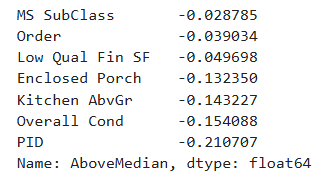 MS SubClass -0.028785
Order -0.039034
Low Qual Fin SF -0.049698
Enclosed Porch -0.132350
Kitchen AbvGr -0.143227
Overall Cond -0.154088
PID -0.210707
Name: AboveMedian, dtype: float64